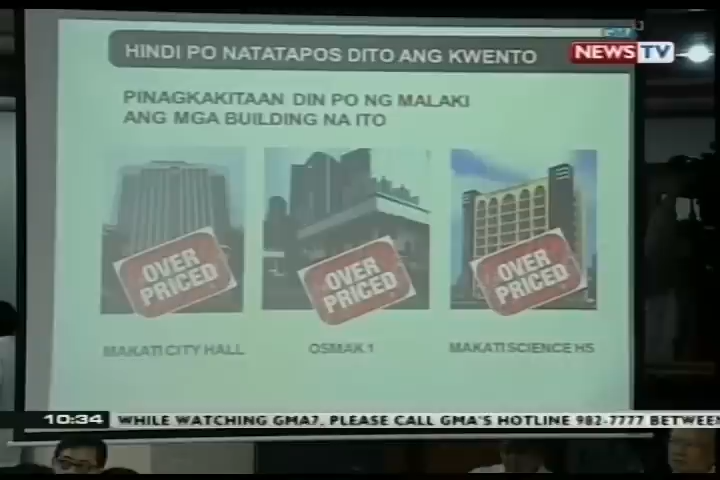 GMA
HINDI PO NATATAPOS DITO ANG KWENTO
NEWS TV
PINAGKAKITAAN DIN PO NG MALAKI
ANG MGA BUILDING NA ITO
OVER
PRICED
OVER
PRICED
OVER
PRICED
MAKATI CITY HALL
OSMAK 1
MAKATI SCIENCE HS
10:34 WHILE WATCHING GMA7, PLEASE CALL GMA'S HOTLINE 982-7777 BETWEEN